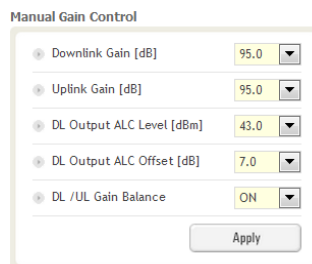 Manual Gain Control
Downlink Gain [dB] 95.0
Uplink Gain [dB] 95.0
DL Output ALC Level [dBm] 43.0
DL Output ALC Offset [dB] 7.0
DL /UL Gain Balance ON
Apply